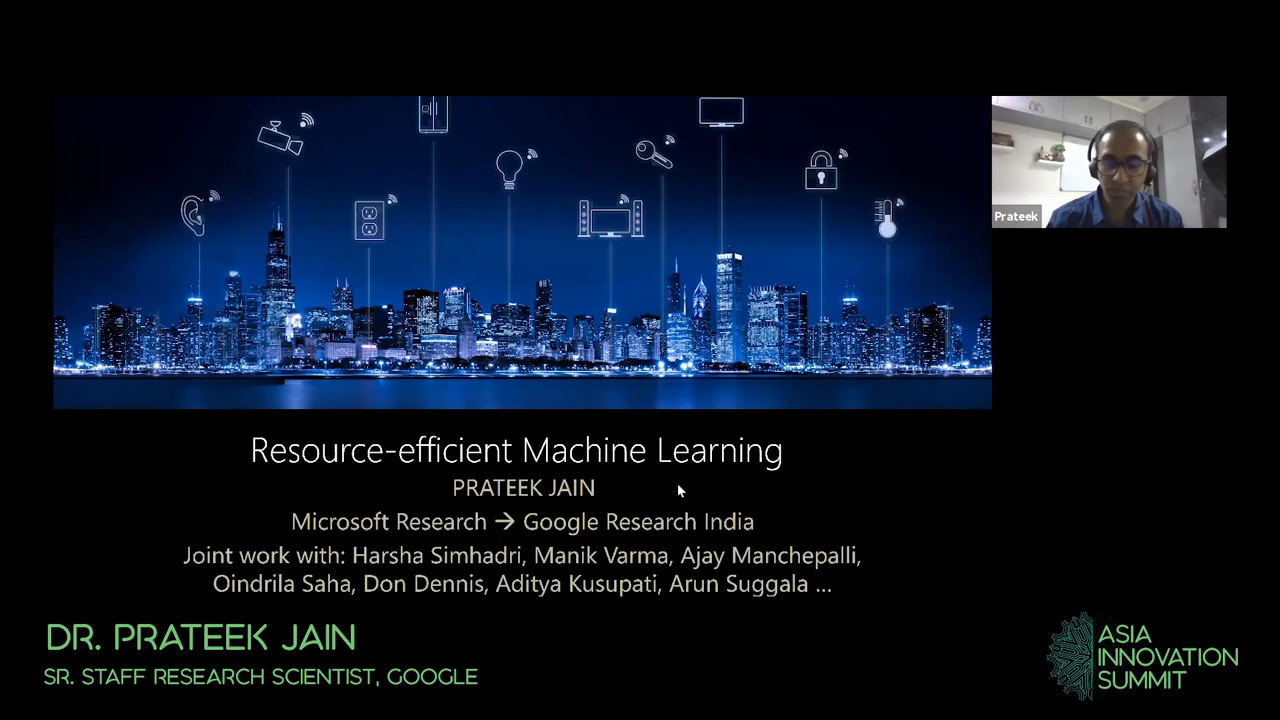 Prateek
Resource-efficient Machine Learning
PRATEEK JAIN
Microsoft Research → Google Research India
Joint work with: Harsha Simhadri, Manik Varma, Ajay Manchepalli,
Oindrila Saha, Don Dennis, Aditya Kusupati, Arun Suggala ...
DR. PRATEEK JAIN
SR. STAFF RESEARCH SCIENTIST, GOOGLE
ASIA
INNOVATION
SUMMIT